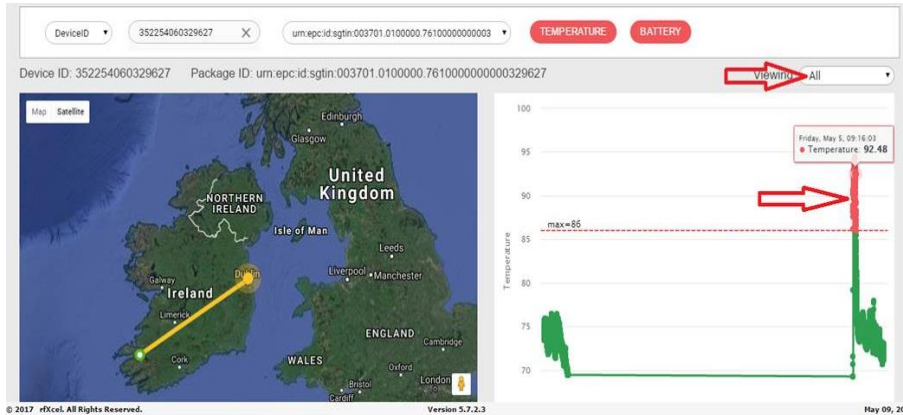 DeviceID
352254060329627 X
urn:epc:id:sgtin:003701.0100000.76100000000003
TEMPERATURE
BATTERY
Device ID: 352254060329627 Package ID: urn:epc:id:sgtin:003701.0100000.7610000000000329627
Viewing All
Map Satellite
Edinburgh
Glasgow
United
Kingdom
NORTHERN
IRELAND
Isle of Man
Leeds
Dublin
Liverpool
Manchester
Galway
Ireland
Limerick
ENGLAND
Cambridge
Cork
WALES
Oxford
London
Bristol
Cardiff
100
Friday, May 5, 09:16:03
Temperature: 92.48
95
90
max=86
85
Temperature
80
75
70
© 2017 rfXcel. All Rights Reserved.
Version 5.7.2.3
May 09, 20